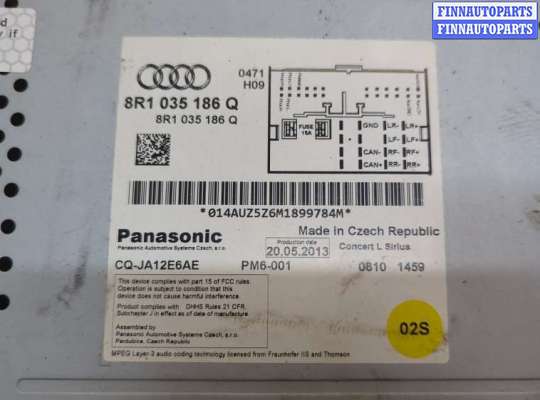 FINNAUTOPARTS
FINNAUTOPARTS
if
0471
H09
8R1 035 186 Q
8R1 035 186 Q
FUSE
15A
GND LR- LR+
LF- LF+
CAN- RF- RF+
CAN+ RR- RR+
*014AUZ5Z6M1899784M*
Panasonic
Panasonic Automotive Systems Czech, s.r.o.
Production date
20.05.2013
Made in Czech Republic
Concert L Sirius
CQ-JA12E6AE PM6-001 0810 1459
This device complies with part 15 of FCC rules.
Operation is subject to condition that this
device does not cause harmful interference.
Product complies with DHHS Rules 21 CFR.
Subchapter J in effect as of date of manufacture.
Assembled by
Panasonic Automotive Systems Czech, s.r.o.
Pardubice, Czech Republic
02S
MPEG Layer-3 audio coding technology licensed from Fraunhofer IIS and Thomson